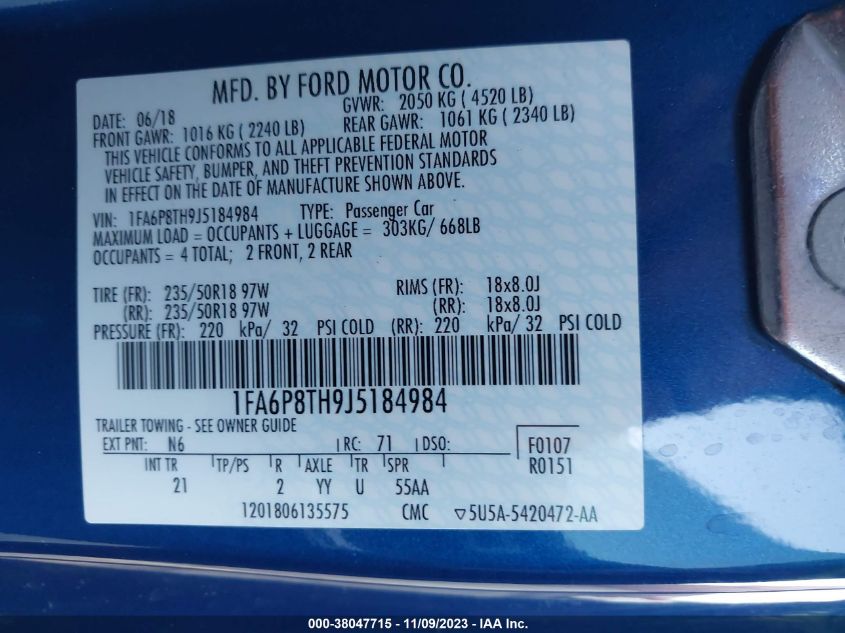 MFD. BY FORD MOTOR CO.
DATE: 06/18 GVWR: 2050 KG ( 4520 LB)
FRONT GAWR: 1016 KG ( 2240 LB) REAR GAWR: 1061 KG ( 2340 LB)
THIS VEHICLE CONFORMS TO ALL APPLICABLE FEDERAL MOTOR
VEHICLE SAFETY, BUMPER, AND THEFT PREVENTION STANDARDS
IN EFFECT ON THE DATE OF MANUFACTURE SHOWN ABOVE.
VIN: 1FA6P8TH9J5184984 TYPE: Passenger Car
MAXIMUM LOAD = OCCUPANTS + LUGGAGE = 303KG/ 668LB
OCCUPANTS = 4 TOTAL; 2 FRONT, 2 REAR
TIRE (FR): 235/50R18 97W RIMS (FR): 18x8.0J
(RR): 235/50R18 97W (RR): 18x8.0J
PRESSURE (FR): 220 kPa/ 32 PSI COLD (RR): 220 kPa/ 32 PSI COLD
1FA6P8TH9J5184984
TRAILER TOWING - SEE OWNER GUIDE
EXT PNT: N6 RC: 71 DSO: F0107
R0151
INT TR TP/PS R AXLE TR SPR
21 2 YY U 55AA
1201806135575 CMC ▽5U5A-5420472-AA
000-38047715 - 11/09/2023 - IAA Inc.